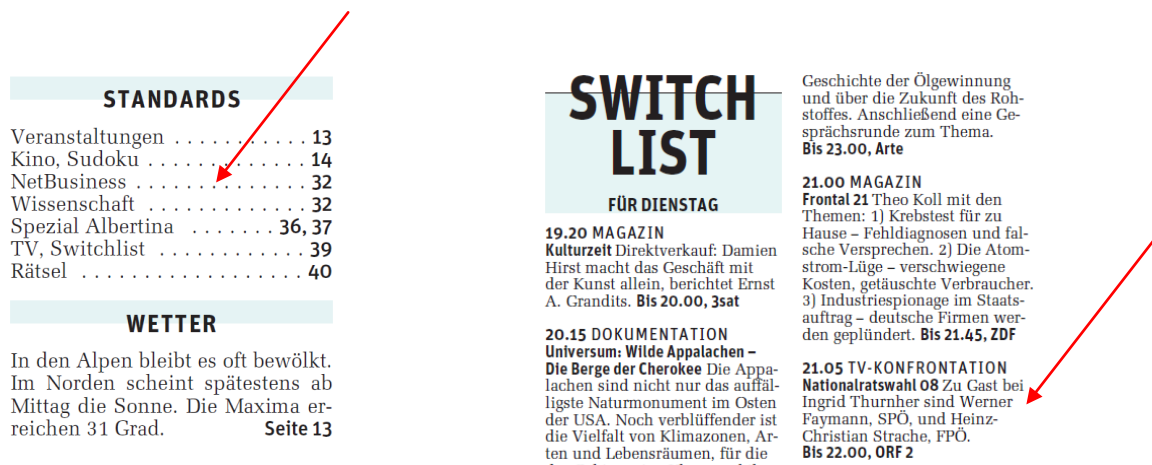 STANDARDS
Veranstaltungen . . . . . . . . . . . 13
Kino, Sudoku . . . . . . . . . . . . . 14
NetBusiness . . . . . . . . . . . . . . 32
Wissenschaft . . . . . . . . . . . . . 32
Spezial Albertina . . . . . . . 36, 37
TV, Switchlist . . . . . . . . . . . . 39
Rätsel . . . . . . . . . . . . . . . . . . 40
WETTER
In den Alpen bleibt es oft bewölkt.
Im Norden scheint spätestens ab
Mittag die Sonne. Die Maxima er-
reichen 31 Grad. Seite 13
SWITCH
LIST
FÜR DIENSTAG
19.20 MAGAZIN
Kulturzeit Direktverkauf: Damien
Hirst macht das Geschäft mit
der Kunst allein, berichtet Ernst
A. Grandits. Bis 20.00, 3sat
20.15 DOKUMENTATION
Universum: Wilde Appalachen –
Die Berge der Cherokee Die Appa-
lachen sind nicht nur das auffäl-
ligste Naturmonument im Osten
der USA. Noch verblüffender ist
die Vielfalt von Klimazonen, Ar-
ten und Lebensräumen, für die
Geschichte der Ölgewinnung
und über die Zukunft des Roh-
stoffes. Anschließend eine Ge-
sprächsrunde zum Thema.
Bis 23.00, Arte
21.00 MAGAZIN
Frontal 21 Theo Koll mit den
Themen: 1) Krebstest für zu
Hause – Fehldiagnosen und fal-
sche Versprechen. 2) Die Atom-
strom-Lüge – verschwiegene
Kosten, getäuschte Verbraucher.
3) Industriespionage im Staats-
auftrag – deutsche Firmen wer-
den geplündert. Bis 21.45, ZDF
21.05 TV-KONFRONTATION
Nationalratswahl 08 Zu Gast bei
Ingrid Thurnher sind Werner
Faymann, SPÖ, und Heinz-
Christian Strache, FPÖ.
Bis 22.00, ORF 2